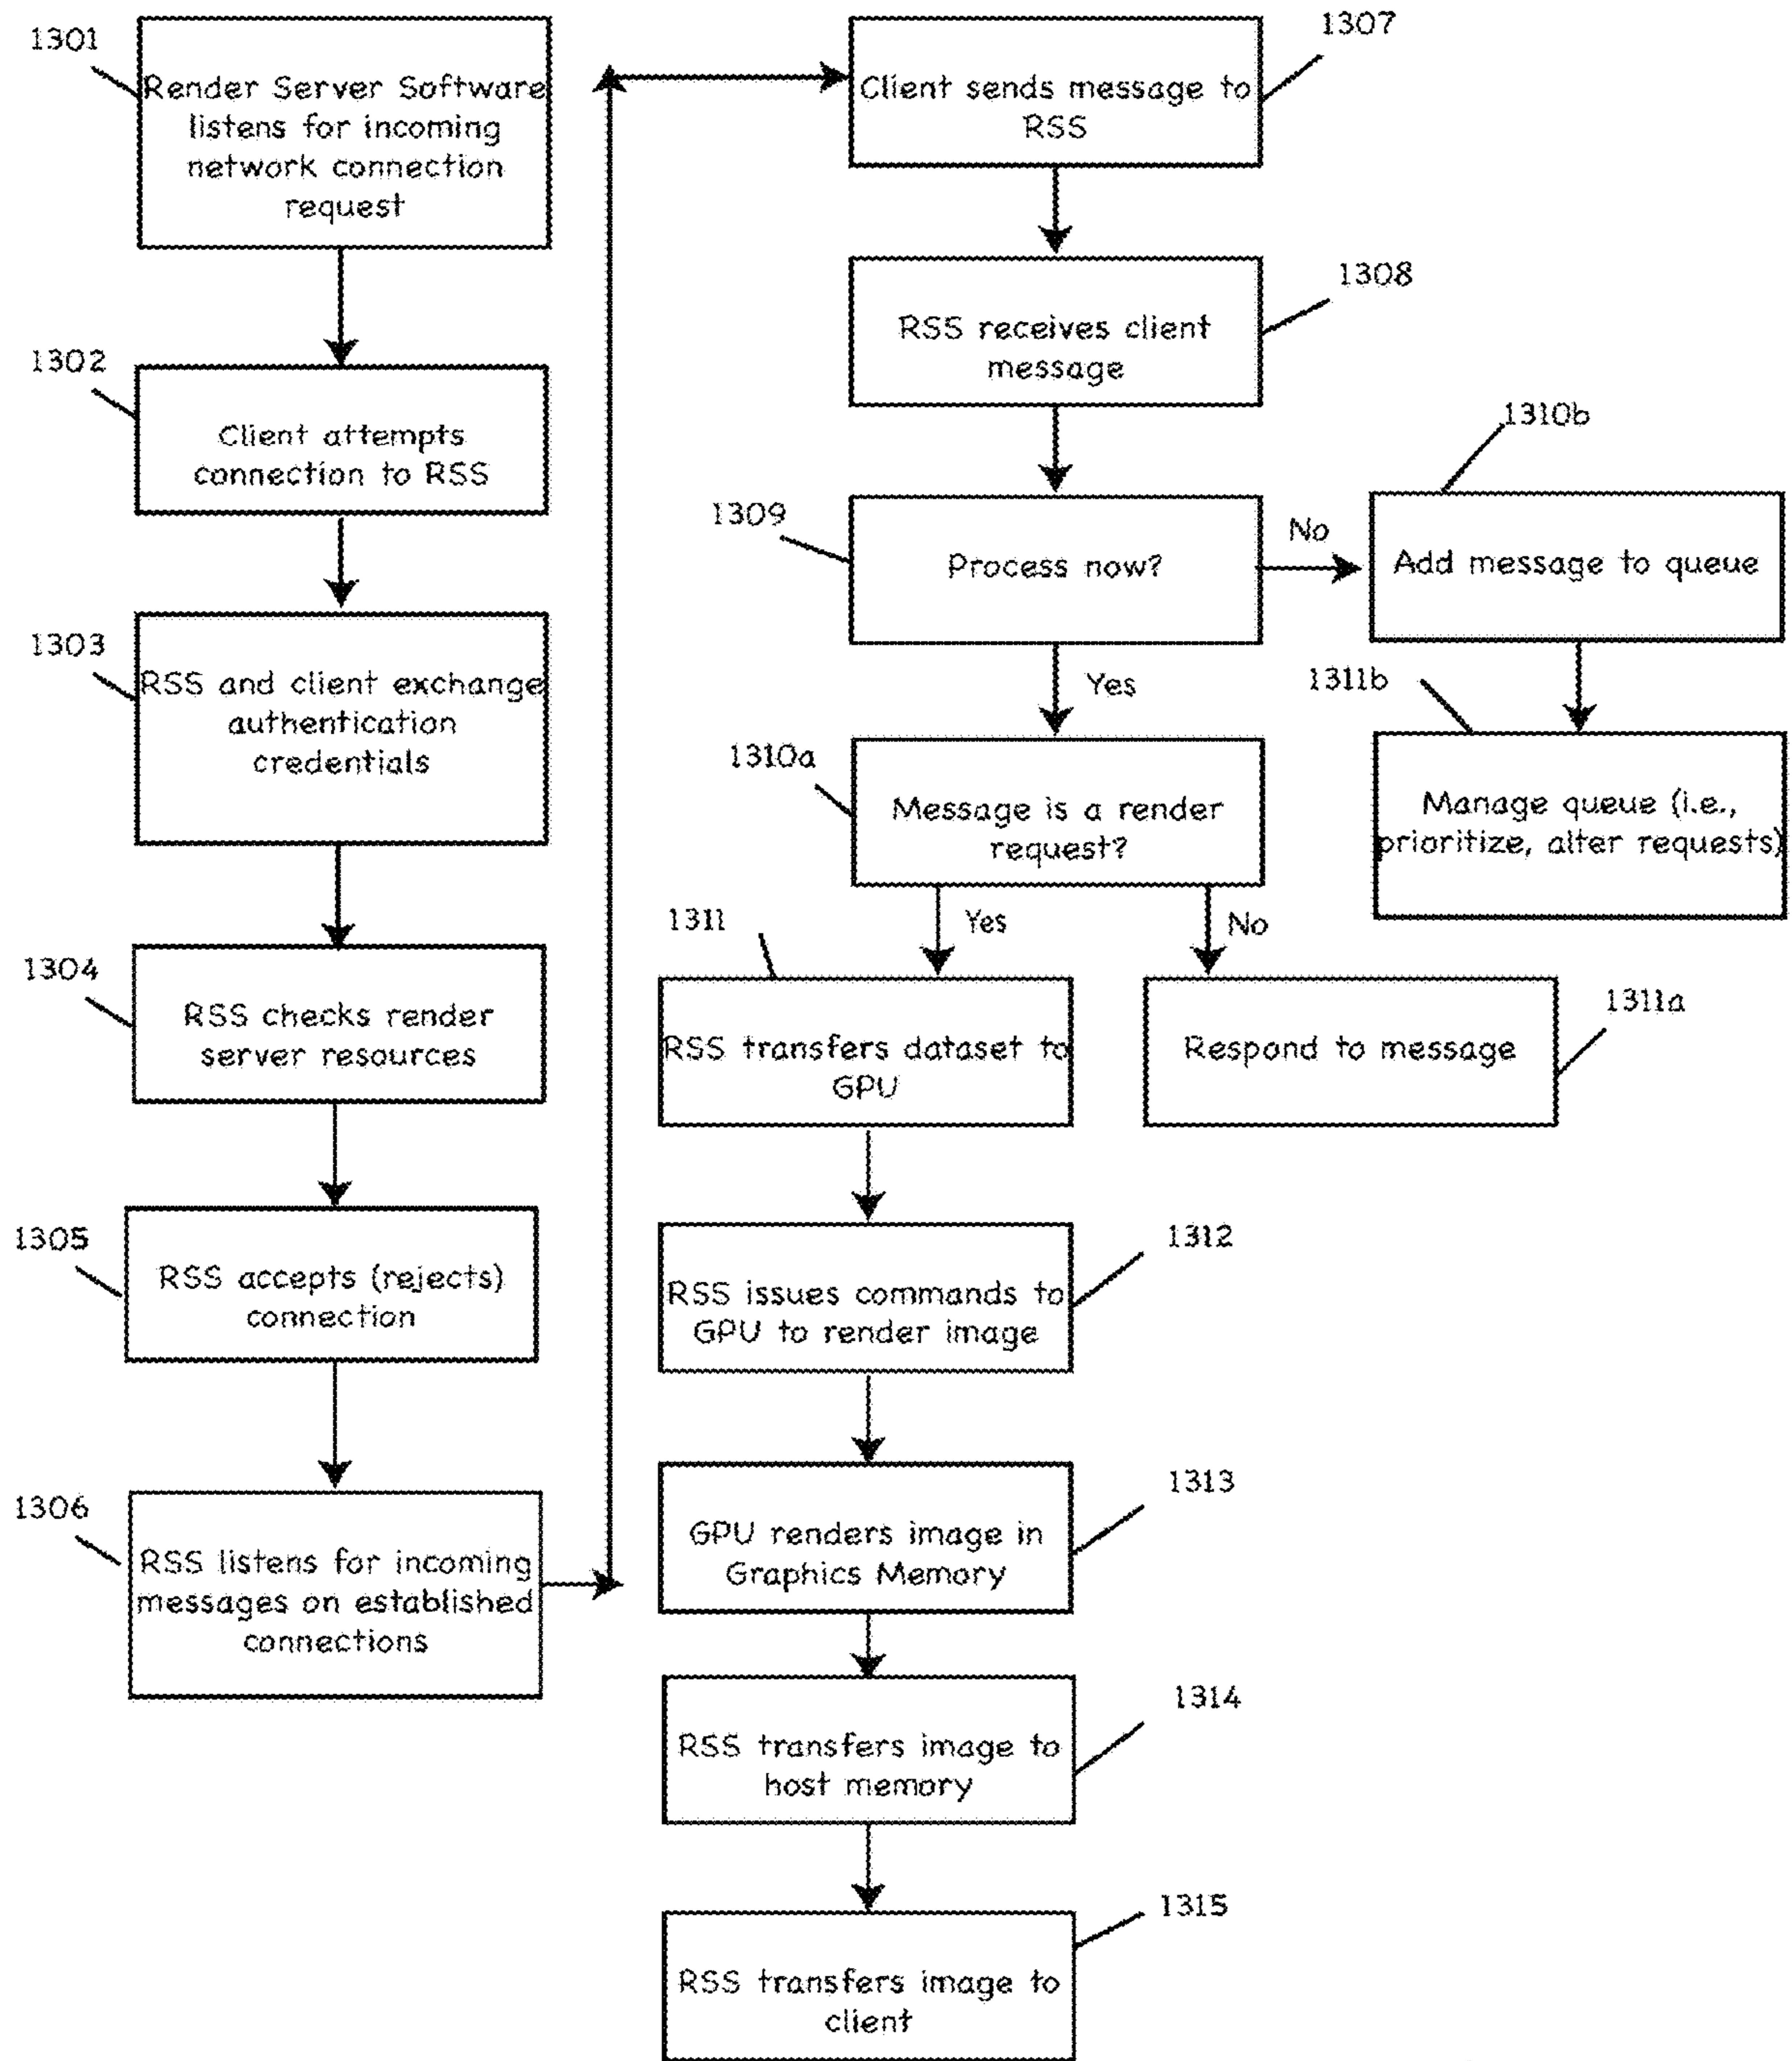 1301
Render Server Software
listens for incoming
network connection
request
1302
Client attempts
connection to RSS
1303
RSS and client exchange
authentication
credentials
1304
RSS checks render
server resources
1305
RSS accepts (rejects)
connection
1306
RSS listens for incoming
messages on established
connections
1307
Client sends message to
RSS
1308
RSS receives client
message
1309
Process now?
No
1310b
Add message to queue
1311b
Manage queue (i.e.,
prioritize, alter requests)
Yes
1310a
Message is a render
request?
Yes
No
1311
RSS transfers dataset to
GPU
1311a
Respond to message
1312
RSS issues commands to
GPU to render image
1313
GPU renders image in
Graphics Memory
1314
RSS transfers image to
host memory
1315
RSS transfers image to
client